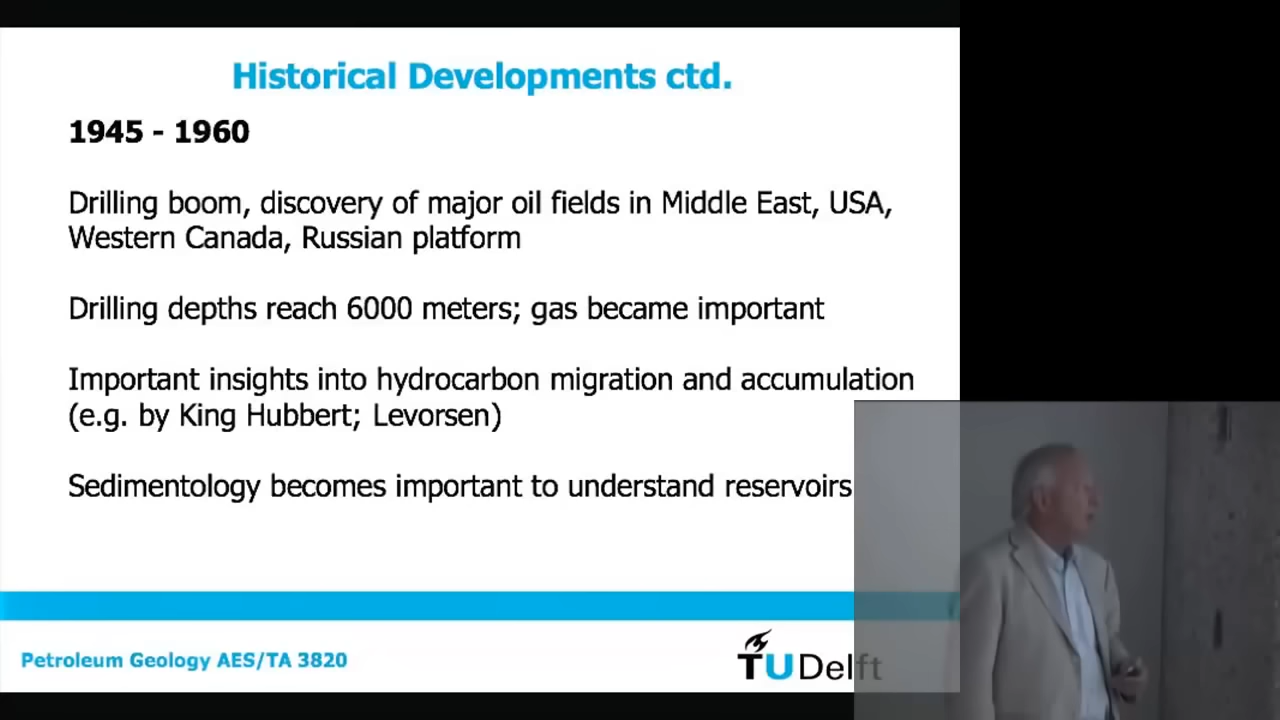 Historical Developments ctd.
1945 - 1960
Drilling boom, discovery of major oil fields in Middle East, USA,
Western Canada, Russian platform
Drilling depths reach 6000 meters; gas became important
Important insights into hydrocarbon migration and accumulation
(e.g. by King Hubbert; Levorsen)
Sedimentology becomes important to understand reservoirs
Petroleum Geology AES/TA 3820
TUDelft